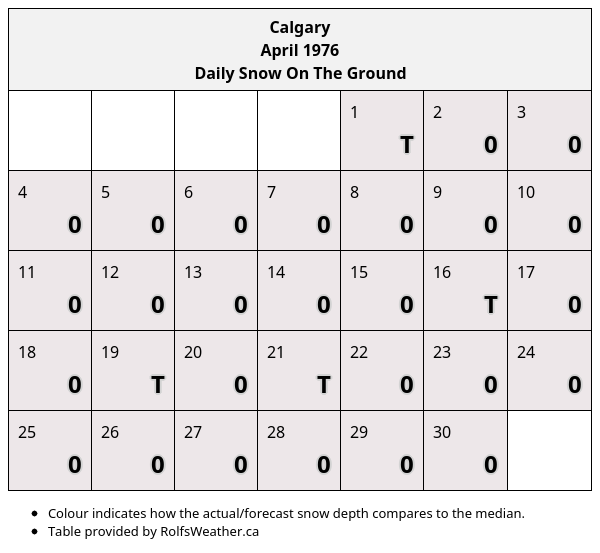 Calgary
April 1976
Daily Snow On The Ground
1 2 3
T 0 0
4 5 6 7 8 9 10
0 0 0 0 0 0 0
11 12 13 14 15 16 17
0 0 0 0 0 T 0
18 19 20 21 22 23 24
0 T 0 T 0 0 0
25 26 27 28 29 30
0 0 0 0 0 0
Colour indicates how the actual/forecast snow depth compares to the median.
Table provided by RolfsWeather.ca